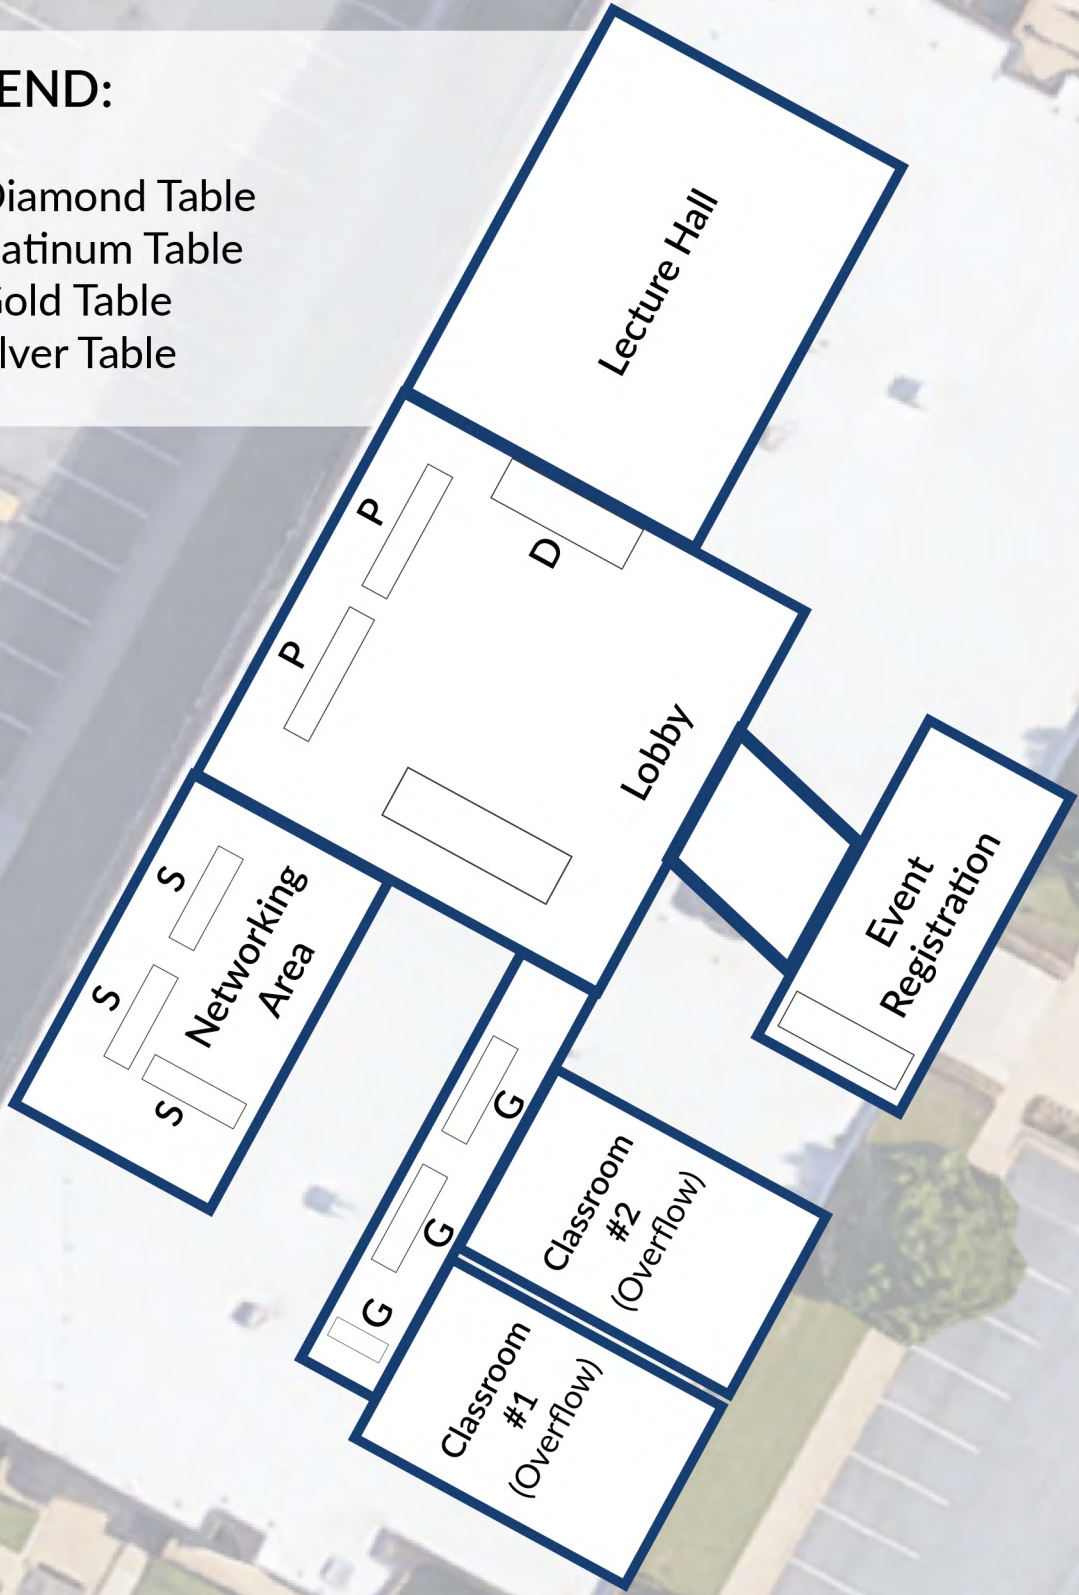 END:
Diamond Table
atinum Table
Gold Table
lver Table
Lecture Hall
P
D
P
Lobby
S
Networking
Area
S
S
Event
Registration
G
G
G
Classroom
#2
(Overflow)
Classroom
#1
(Overflow)